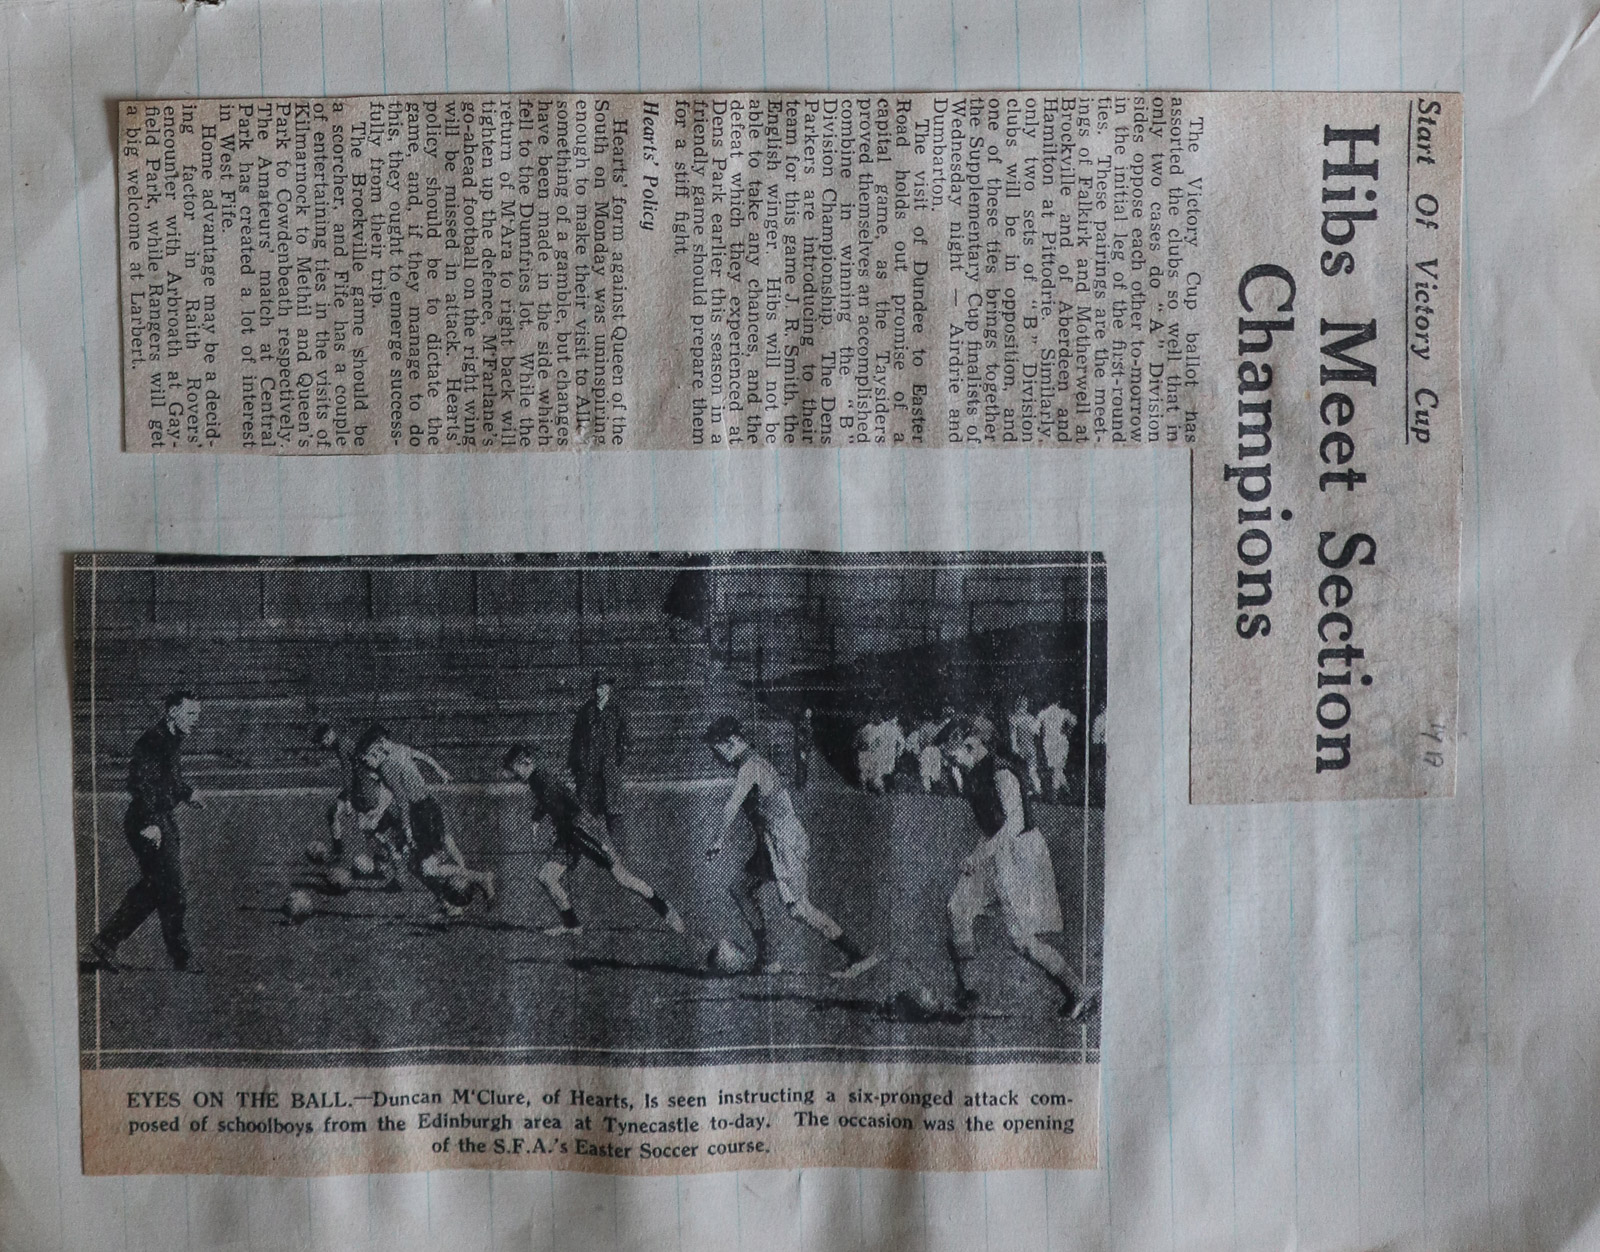 Start Of Victory Cup
Hibs Meet Section
Champions
The Victory Cup ballot has
assorted the clubs so well that in
only two cases do "A" Division
sides oppose each other to-morrow
in the initial leg of the first-round
ties. These pairings are the meet-
ings of Falkirk and Motherwell at
Brockville and of Aberdeen and
Hamilton at Pittodrie. Similarly,
only two sets of "B" Division
clubs will be in opposition, and
one of these ties brings together
the Supplementary Cup finalists of
Wednesday night — Airdrie and
Dumbarton.
The visit of Dundee to Easter
Road holds out promise of a
capital game, as the Taysiders
proved themselves an accomplished
combine in winning the "B"
Division Championship. The Dens
Parkers are introducing to their
team for this game J. R. Smith, the
English winger. Hibs will not be
able to take any chances, and the
defeat which they experienced at
Dens Park earlier this season in a
friendly game should prepare them
for a stiff fight.
Hearts' Policy
Hearts' form against Queen of the
South on Monday was uninspiring
enough to make their visit to Alloa
something of a gamble, but changes
have been made in the side which
fell to the Dumfries lot. While the
return of M'Ara to right back will
tighten up the defence, M'Farlane's
go-ahead football on the right wing
will be missed in attack. Hearts'
policy should be to dictate the
game, and, if they manage to do
this, they ought to emerge success-
fully from their trip.
The Brockville game should be
a scorcher, and Fife has a couple
of entertaining ties in the visits of
Kilmarnock to Methil and Queen's
Park to Cowdenbeath respectively.
The Amateurs' match at Central
Park has created a lot of interest
in West Fife.
Home advantage may be a decid-
ing factor in Raith Rovers'
encounter with Arbroath at Gay-
field Park, while Rangers will get
a big welcome at Larbert.
EYES ON THE BALL.—Duncan M'Clure, of Hearts, is seen instructing a six-pronged attack com-
posed of schoolboys from the Edinburgh area at Tynecastle to-day. The occasion was the opening
of the S.F.A.'s Easter Soccer course.